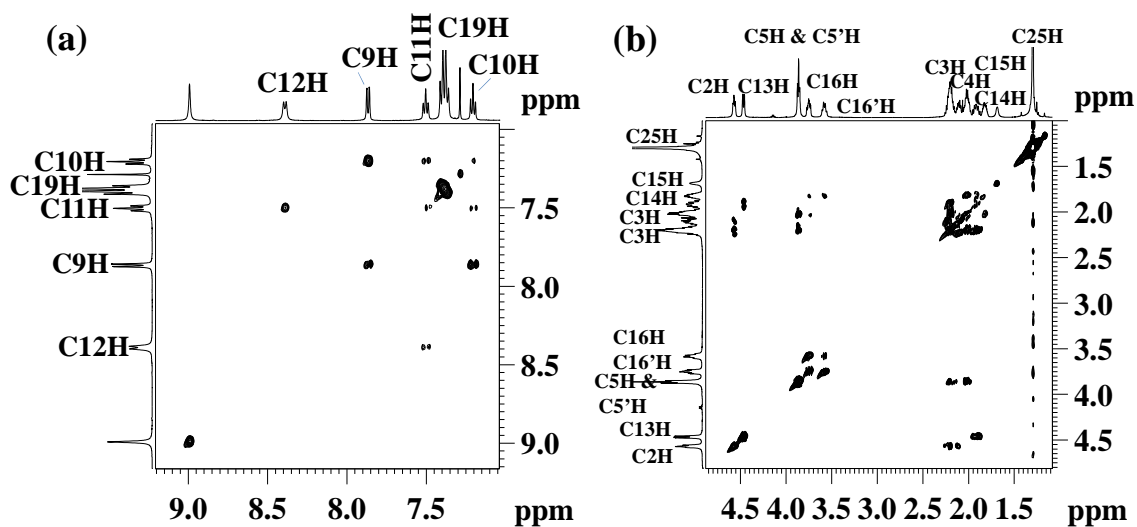 (a)
C12H
C9H
C11H
C19H
C10H
ppm
C10H
C19H
C11H
C9H
C12H
7.5
8.0
8.5
9.0
9.0 8.5 8.0 7.5 ppm
(b)
C5H & C5'H
C25H
C2H
C13H
C16H
C16'H
C3H
C4H
C15H
C14H
ppm
C25H
C15H
C14H
C3H
C3H
C16H
C16'H
C5H &
C5'H
C13H
C2H
1.5
2.0
2.5
3.0
3.5
4.0
4.5
4.5 4.0 3.5 3.0 2.5 2.0 1.5 ppm